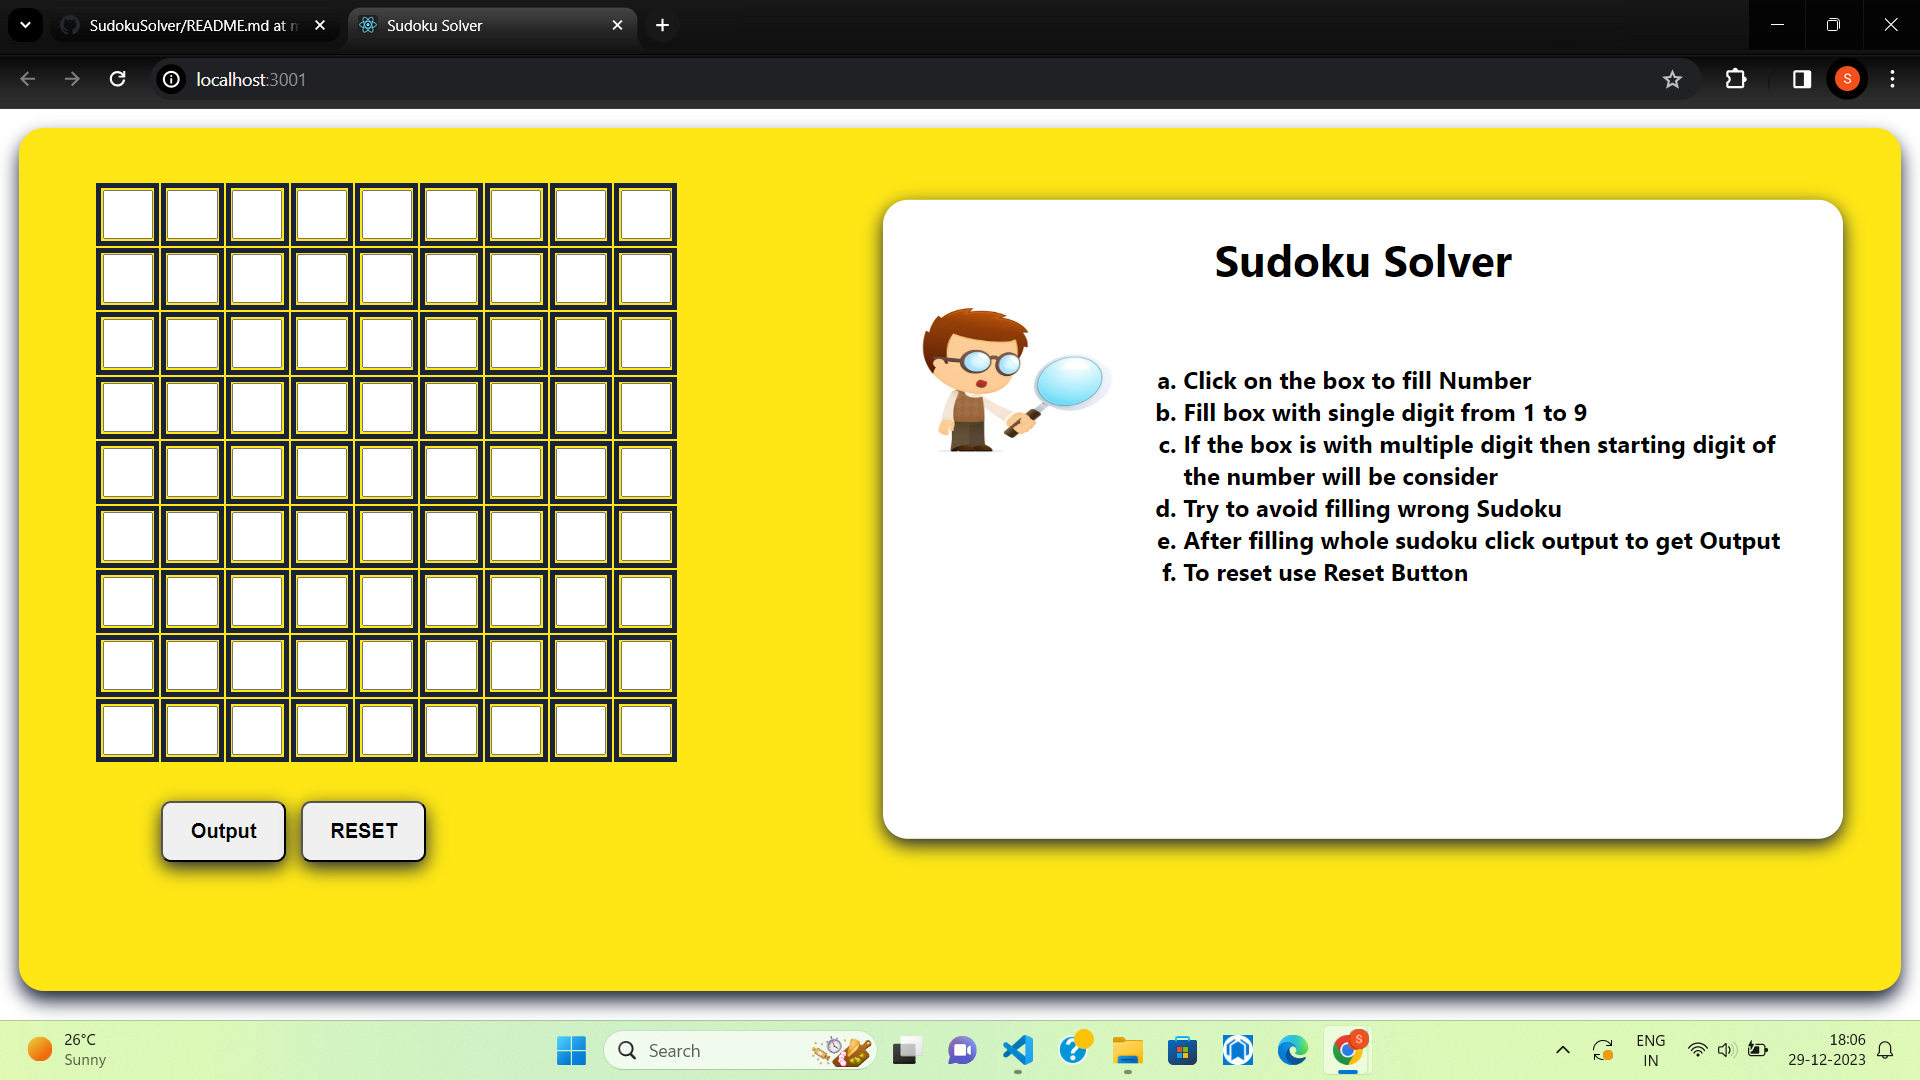 SudokuSolver/README.md at
Sudoku Solver
localhost:3001
S
Sudoku Solver
a. Click on the box to fill Number
b. Fill box with single digit from 1 to 9
c. If the box is with multiple digit then starting digit of
the number will be consider
d. Try to avoid filling wrong Sudoku
e. After filling whole sudoku click output to get Output
f. To reset use Reset Button
Output
RESET
26°C
Sunny
Search
S
ENG
IN
18:06
29-12-2023